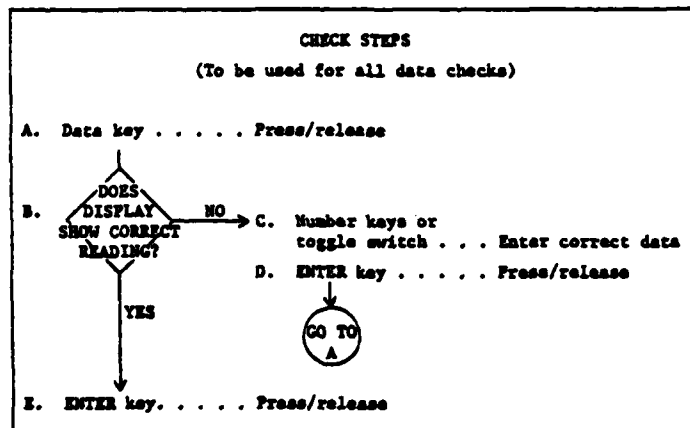 CHECK STEPS
(To be used for all data checks)
A. Data key . . . . . Press/release
B.
DOES
DISPLAY
SHOW CORRECT
READING?
NO
C. Number keys or
toggle switch . . . Enter correct data
D. ENTER key . . . . . Press/release
GO TO
A
YES
E. ENTER key. . . . . Press/release